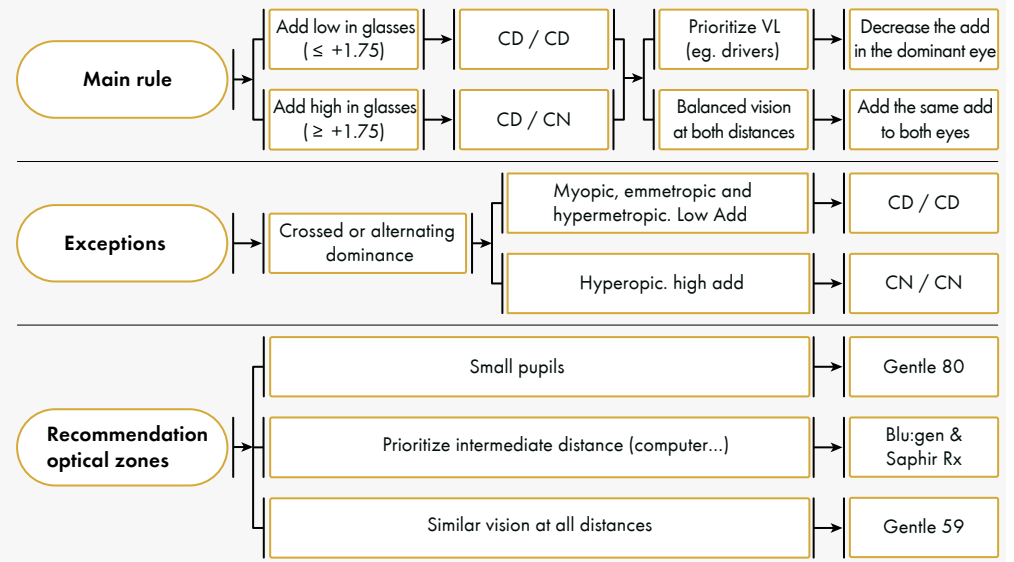 Main rule
Add low in glasses
( ≤ +1.75)
CD / CD
Prioritize VL
(eg. drivers)
Decrease the add
in the dominant eye
Add high in glasses
( ≥ +1.75)
CD / CN
Balanced vision
at both distances
Add the same add
to both eyes
Exceptions
Crossed or alternating
dominance
Myopic, emmetropic and
hypermetropic. Low Add
CD / CD
Hyperopic. high add
CN / CN
Recommendation
optical zones
Small pupils
Gentle 80
Prioritize intermediate distance (computer...)
Blu:gen &
Saphir Rx
Similar vision at all distances
Gentle 59